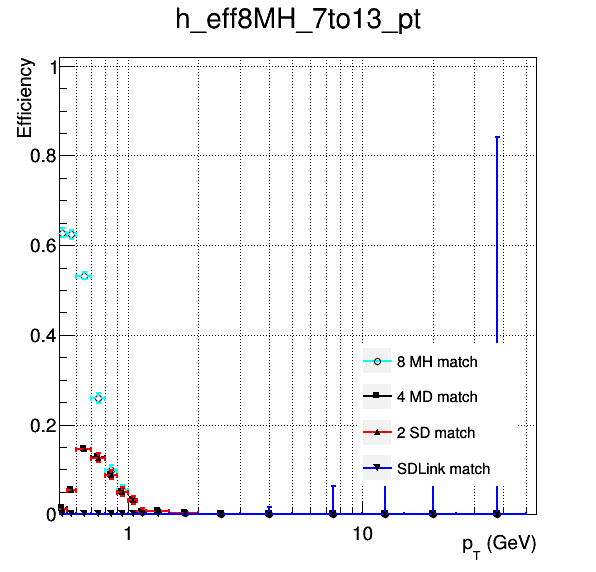 h_eff8MH_7to13_pt
Efficiency
1
0.8
0.6
0.4
0.2
0
8 MH match
4 MD match
2 SD match
SDLink match
1
10
p_T (GeV)